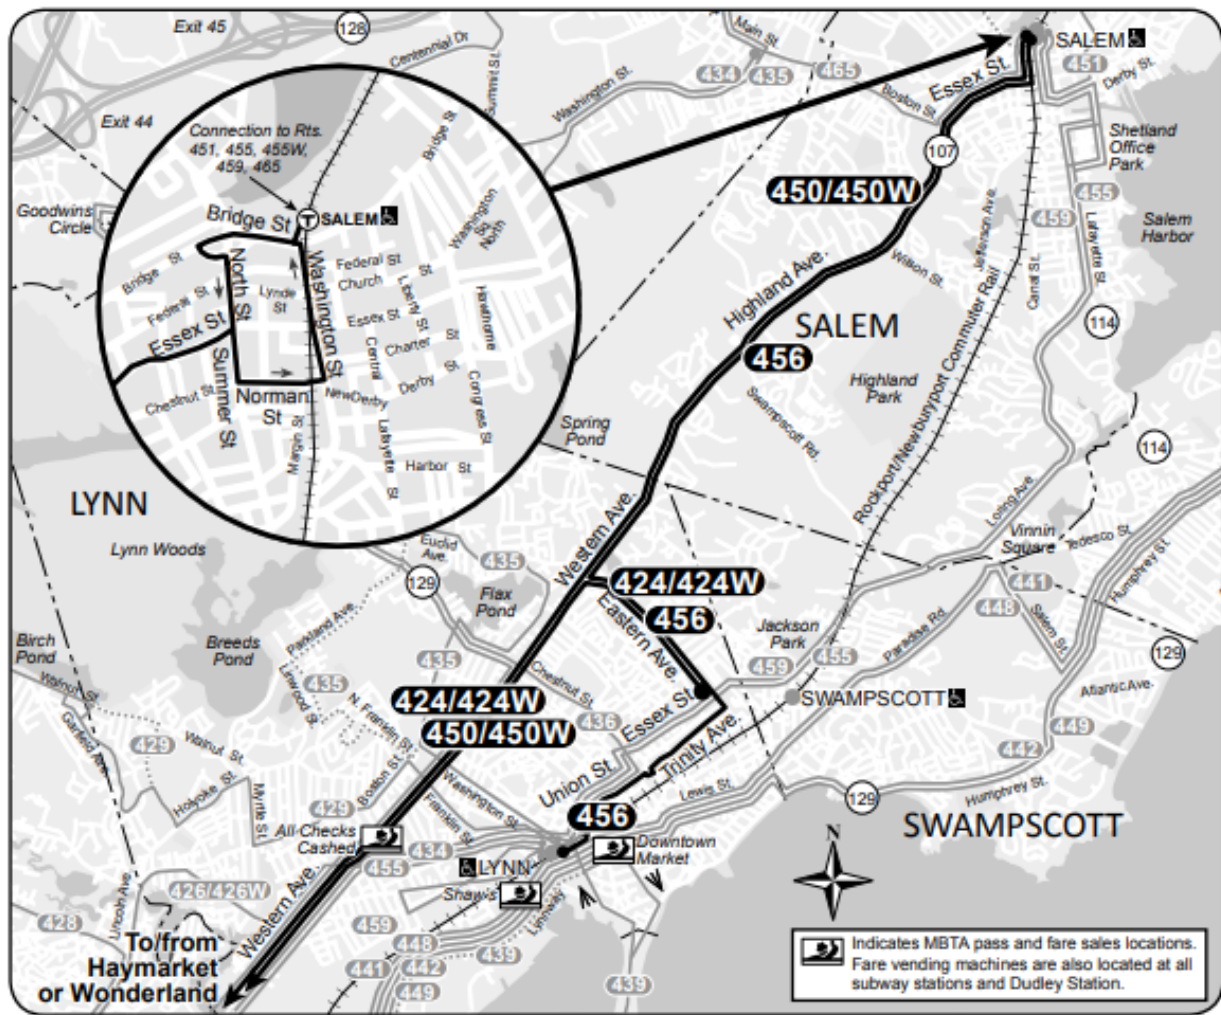 Exit 45
128
Centennial Dr
Summit St.
Main St.
434
435
465
SALEM
451
Derby St.
Essex St.
Boston St.
Washington St.
Exit 44
Connection to Rts.
451, 455, 455W,
459, 465
Bridge St
107
Shetland
Office
Park
450/450W
Goodwins
Circle
Bridge St
SALEM
Washington
Sq
North
Jefferson Ave.
455
459
Lafayette St.
Salem
Harbor
Bridge St
Federal St
North St
Washington St
Federal St
Church St
Lynde
St
Liberty St
Hawthorne
Wilson St.
Canal St.
Federal St
Essex St
Essex St
Central
Charter St
Highland Ave.
SALEM
114
456
Summer St
Chestnut St
Norman
St
NewDerby
Derby St
Congress St
Highland
Park
Margin St
Lafayette St
Harbor St
Swampscott Rd.
Spring
Pond
Rockport/Newburyport Commuter Rail
114
LYNN
Lynn Woods
Western Ave.
Loring Ave.
Vinnin
Square
Tedesco St
Euclid
Ave.
435
129
Flax
Pond
424/424W
456
441
448
Humphrey St.
Salem St.
Birch
Pond
Breeds
Pond
Parkland Ave.
Eastern Ave.
Jackson
Park
Paradise Rd.
129
435
459
455
Walnut St.
435
Linwood St.
Chestnut St.
Atlantic Ave.
424/424W
450/450W
436
Essex St.
SWAMPSCOTT
N. Franklin St.
Garfield Ave.
429
Walnut St.
449
442
Trinity Ave.
Union St.
Holyoke St.
Myrtle St.
Boston St.
Washington St.
Lewis St.
Humphrey St.
129
429
Franklin St.
456
SWAMPSCOTT
All Checks
Cashed
434
455
Downtown
Market
N
LYNN
Shaw's
426/426W
Lincoln Ave.
Western Ave.
Lynnway
428
459
To/from
Haymarket
or Wonderland
448
439
441
442
449
439
Indicates MBTA pass and fare sales locations.
Fare vending machines are also located at all
subway stations and Dudley Station.